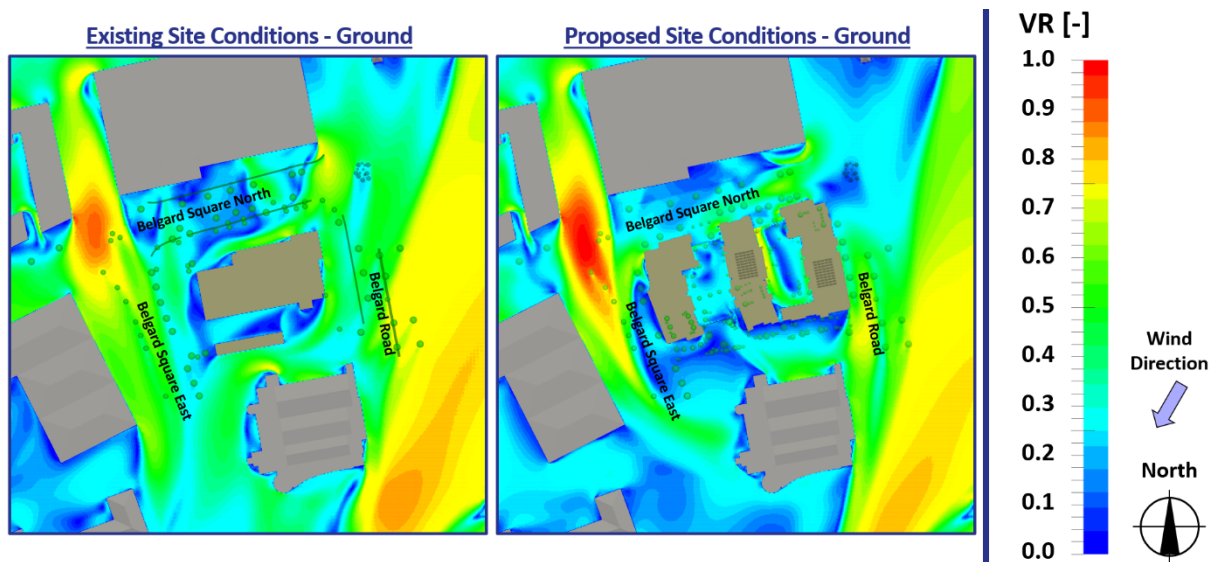 Existing Site Conditions - Ground
Proposed Site Conditions - Ground
VR [-]
Belgard Square North
Belgard Square East
Belgard Road
Belgard Square North
Belgard Square East
Belgard Road
1.0
0.9
0.8
0.7
0.6
0.5
0.4
0.3
0.2
0.1
0.0
Wind
Direction
North